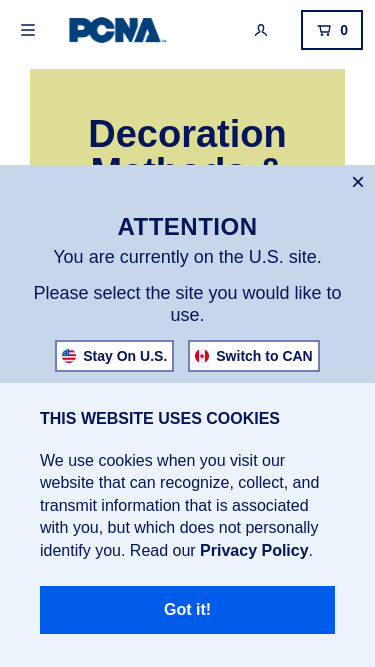 PCNA
0
Decoration
Methods &
ATTENTION
You are currently on the U.S. site.
Please select the site you would like to
use.
Stay On U.S.
Switch to CAN
THIS WEBSITE USES COOKIES
We use cookies when you visit our
website that can recognize, collect, and
transmit information that is associated
with you, but which does not personally
identify you. Read our Privacy Policy.
Got it!